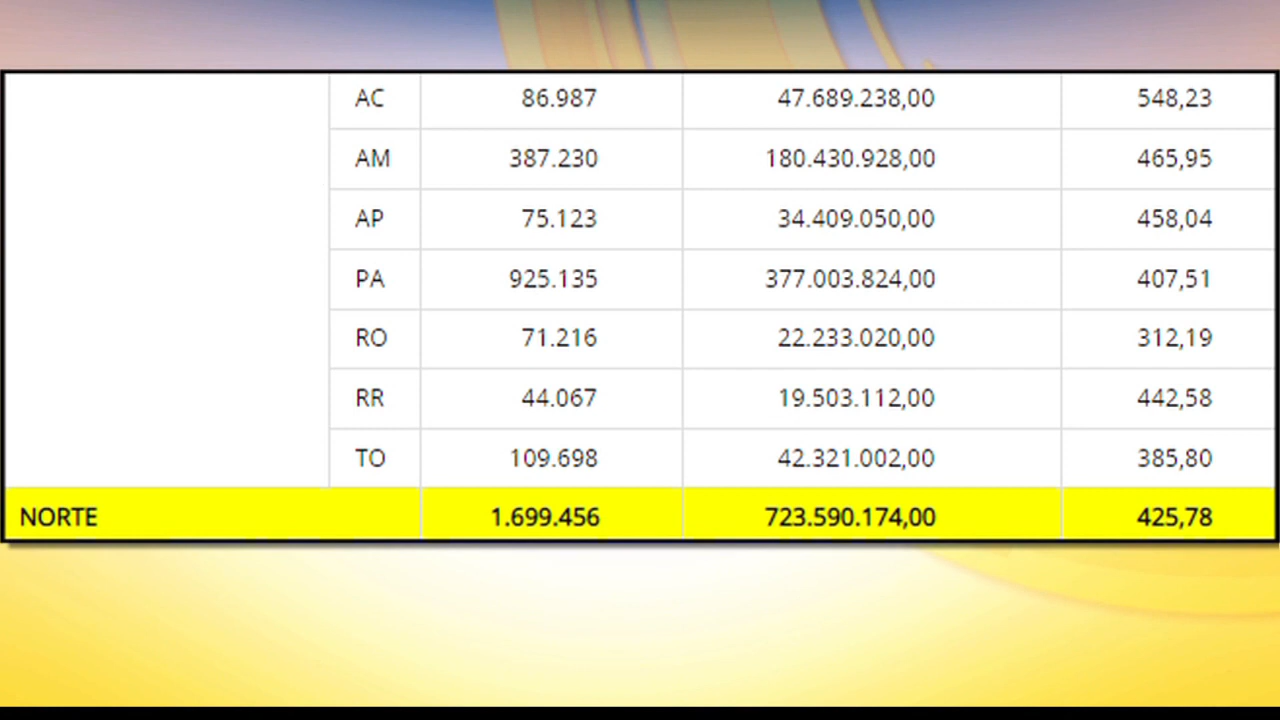 AC 86.987 47.689.238,00 548,23
AM 387.230 180.430.928,00 465,95
AP 75.123 34.409.050,00 458,04
PA 925.135 377.003.824,00 407,51
RO 71.216 22.233.020,00 312,19
RR 44.067 19.503.112,00 442,58
TO 109.698 42.321.002,00 385,80
NORTE 1.699.456 723.590.174,00 425,78